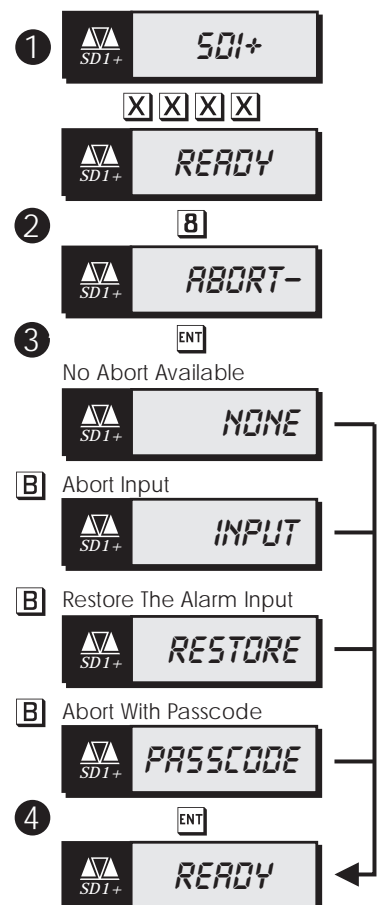 1
SD1+
SD1+
X X X X
SD1+
READY
2
8
SD1+
ABORT-
3
ENT
No Abort Available
SD1+
NONE
B Abort Input
SD1+
INPUT
B Restore The Alarm Input
SD1+
RESTORE
B Abort With Passcode
SD1+
PASSCODE
4
ENT
SD1+
READY